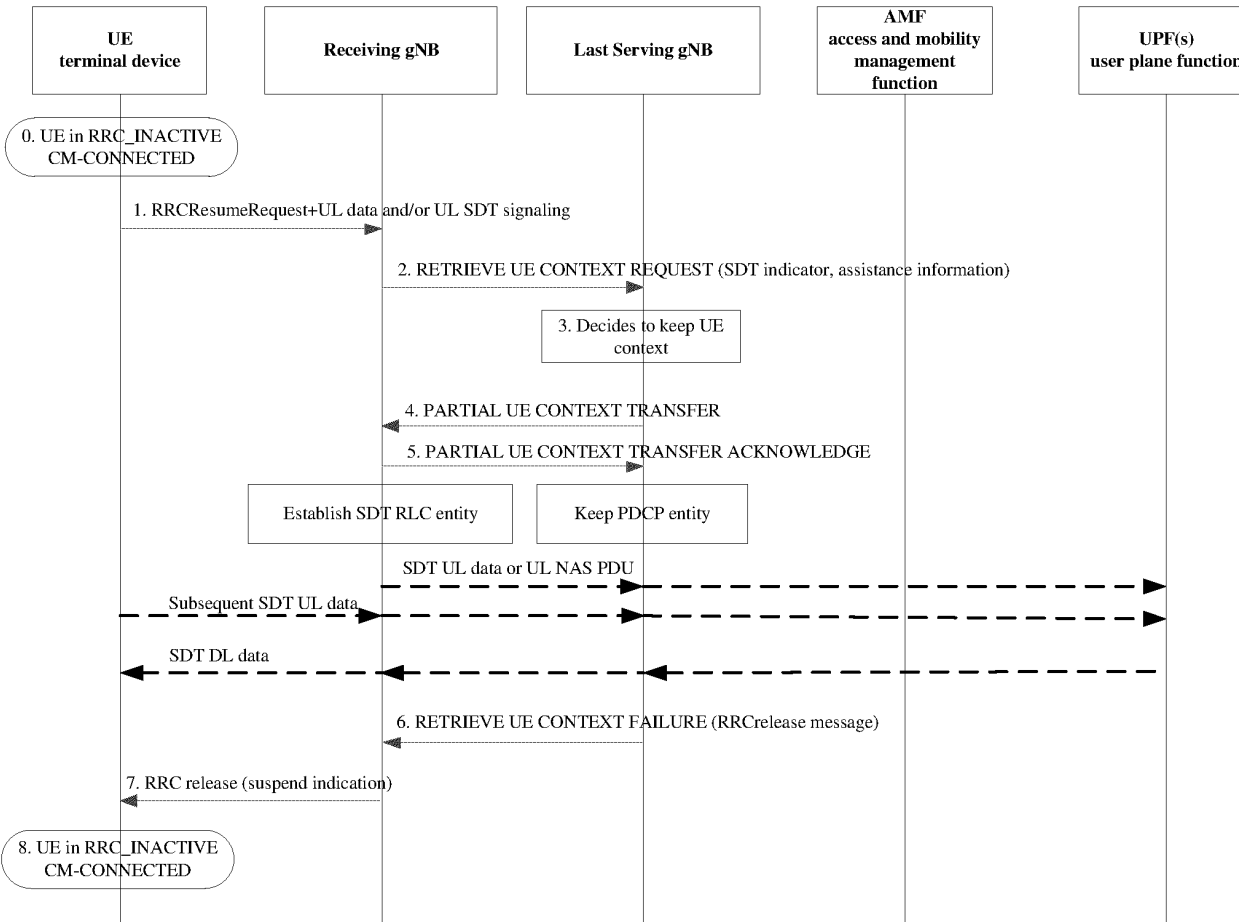 UE
terminal device
Receiving gNB
Last Serving gNB
AMF
access and mobility
management
function
UPF(s)
user plane function
0. UE in RRC_INACTIVE
CM-CONNECTED
1. RRCResumeRequest+UL data and/or UL SDT signaling
2. RETRIEVE UE CONTEXT REQUEST (SDT indicator, assistance information)
3. Decides to keep UE
context
4. PARTIAL UE CONTEXT TRANSFER
5. PARTIAL UE CONTEXT TRANSFER ACKNOWLEDGE
Establish SDT RLC entity
Keep PDCP entity
SDT UL data or UL NAS PDU
Subsequent SDT UL data
SDT DL data
6. RETRIEVE UE CONTEXT FAILURE (RRCrelease message)
7. RRC release (suspend indication)
8. UE in RRC_INACTIVE
CM-CONNECTED